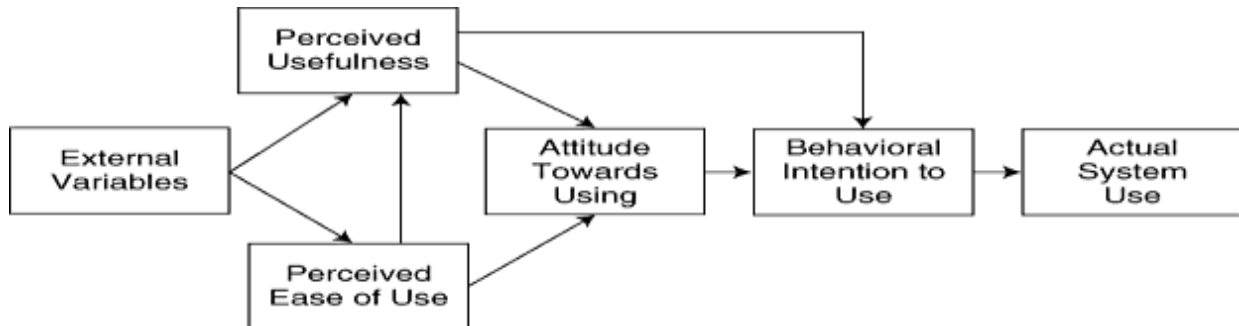 Perceived
Usefulness
External
Variables
Perceived
Ease of Use
Attitude
Towards
Using
Behavioral
Intention to
Use
Actual
System
Use